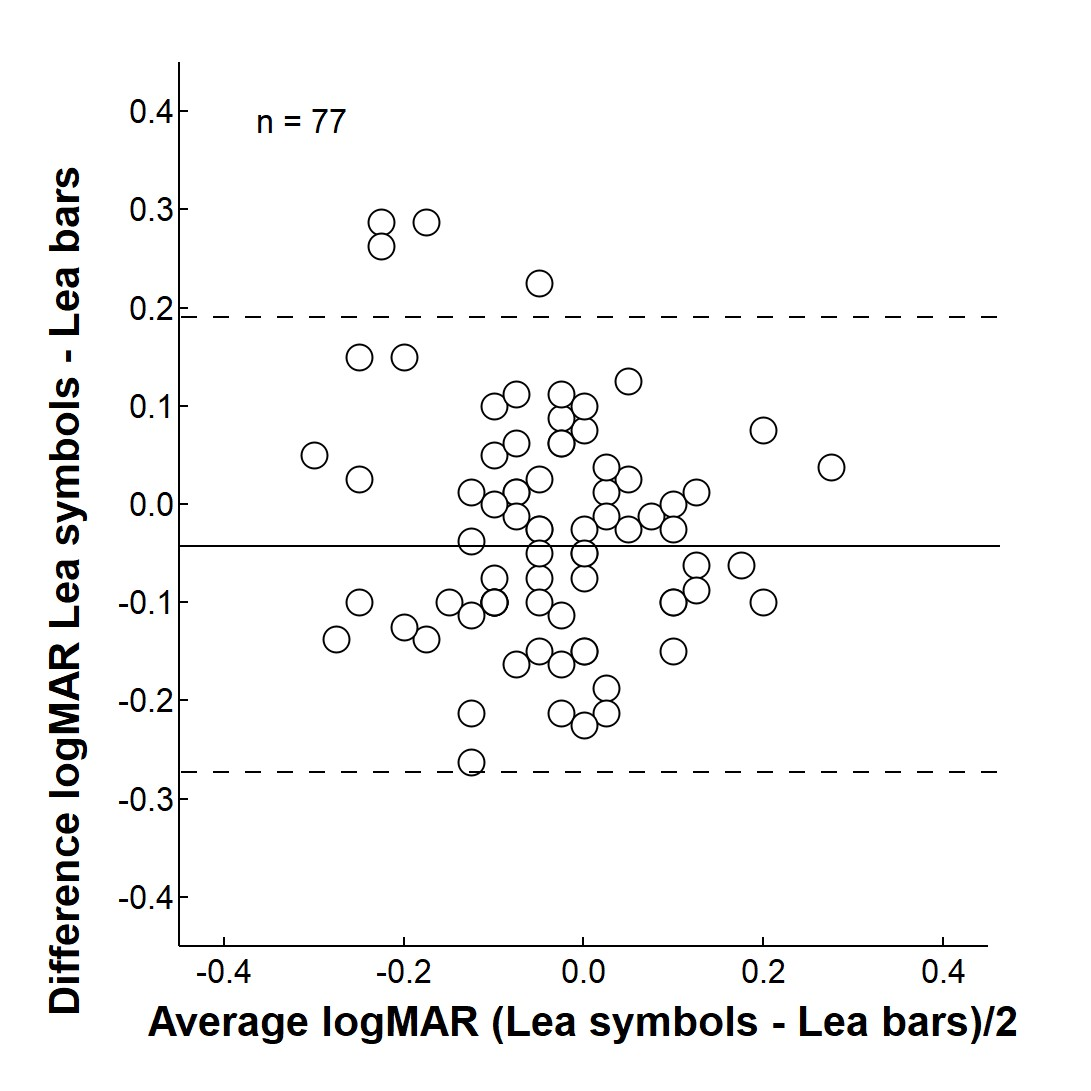 n = 77
Difference logMAR Lea symbols - Lea bars
0.4
0.3
0.2
0.1
0.0
-0.1
-0.2
-0.3
-0.4
-0.4 -0.2 0.0 0.2 0.4
Average logMAR (Lea symbols - Lea bars)/2